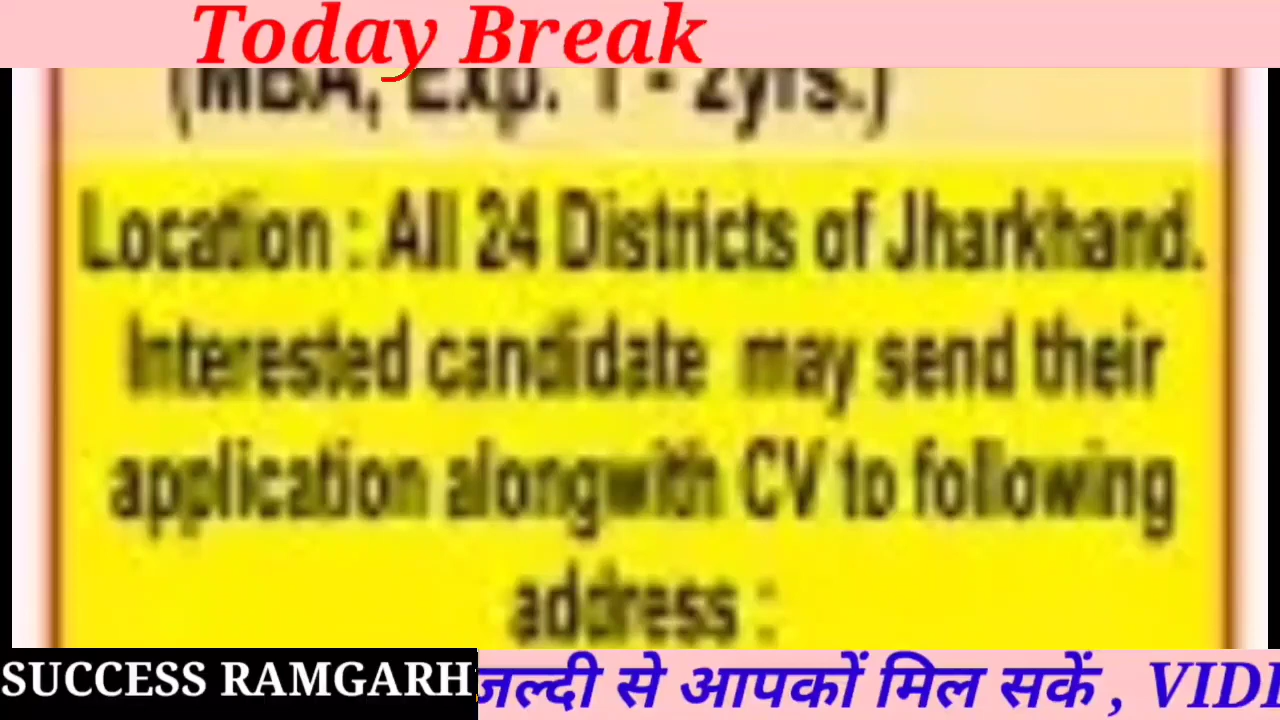 Today Break
(MBA, Exp. 1 - 2yrs.)
Location : All 24 Districts of Jharkhand.
Interested candidate may send their
application alongwith CV to following
address :
SUCCESS RAMGARH
जल्दी से आपकों मिल सकें , VIDE